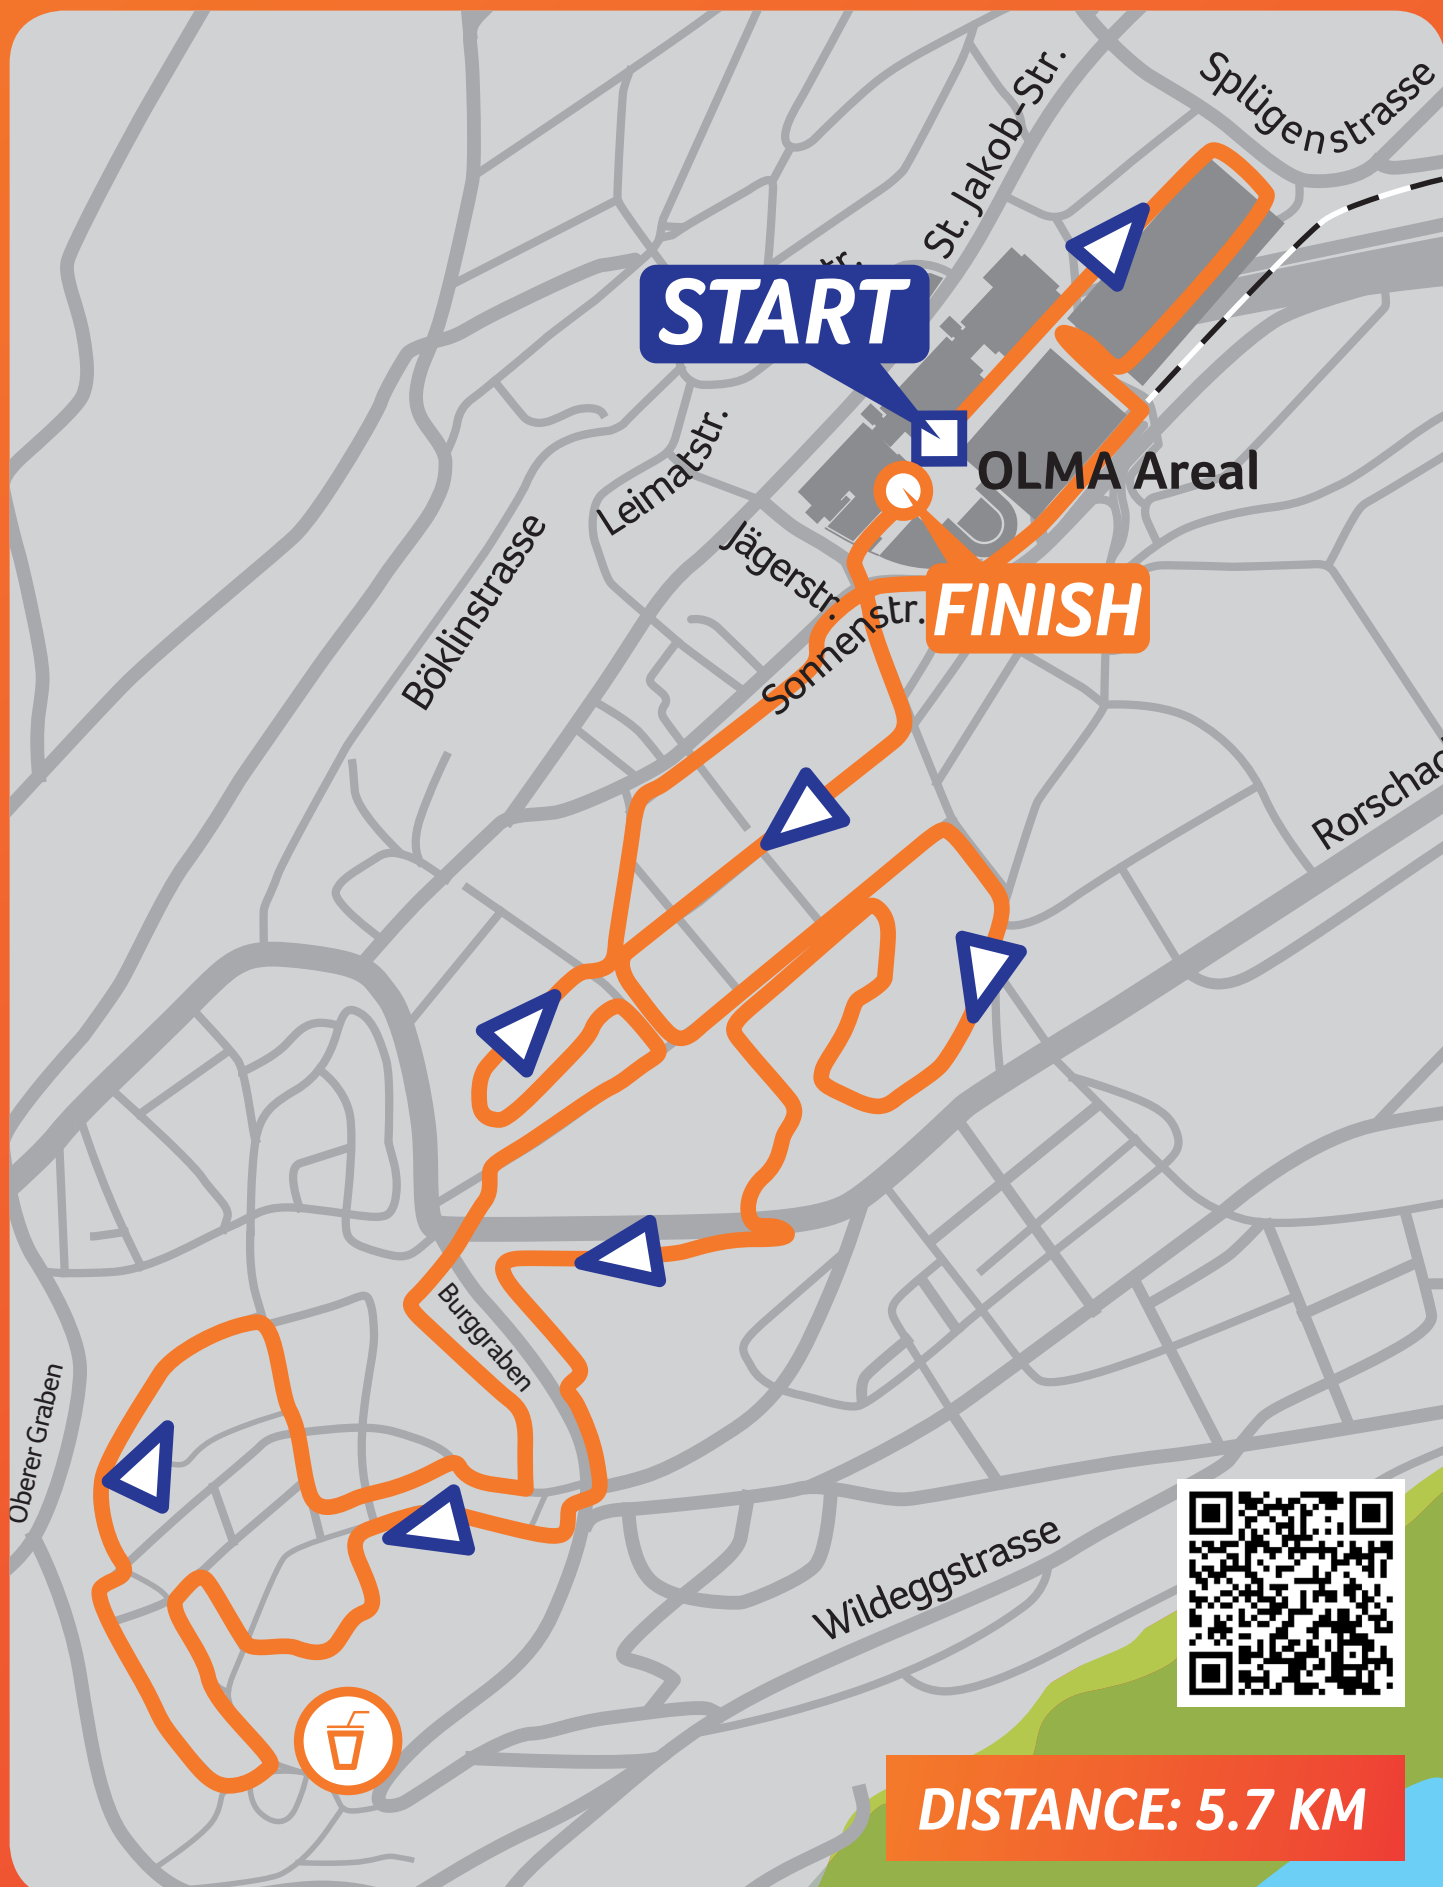 Splügenstrasse
St. Jakob-Str.
tr.
START
Leimatstr.
OLMA Areal
Böklinstrasse
Jägerstr.
Sonnenstr.
FINISH
Rorschac
Burggraben
Oberer Graben
Wildeggstrasse
DISTANCE: 5.7 KM